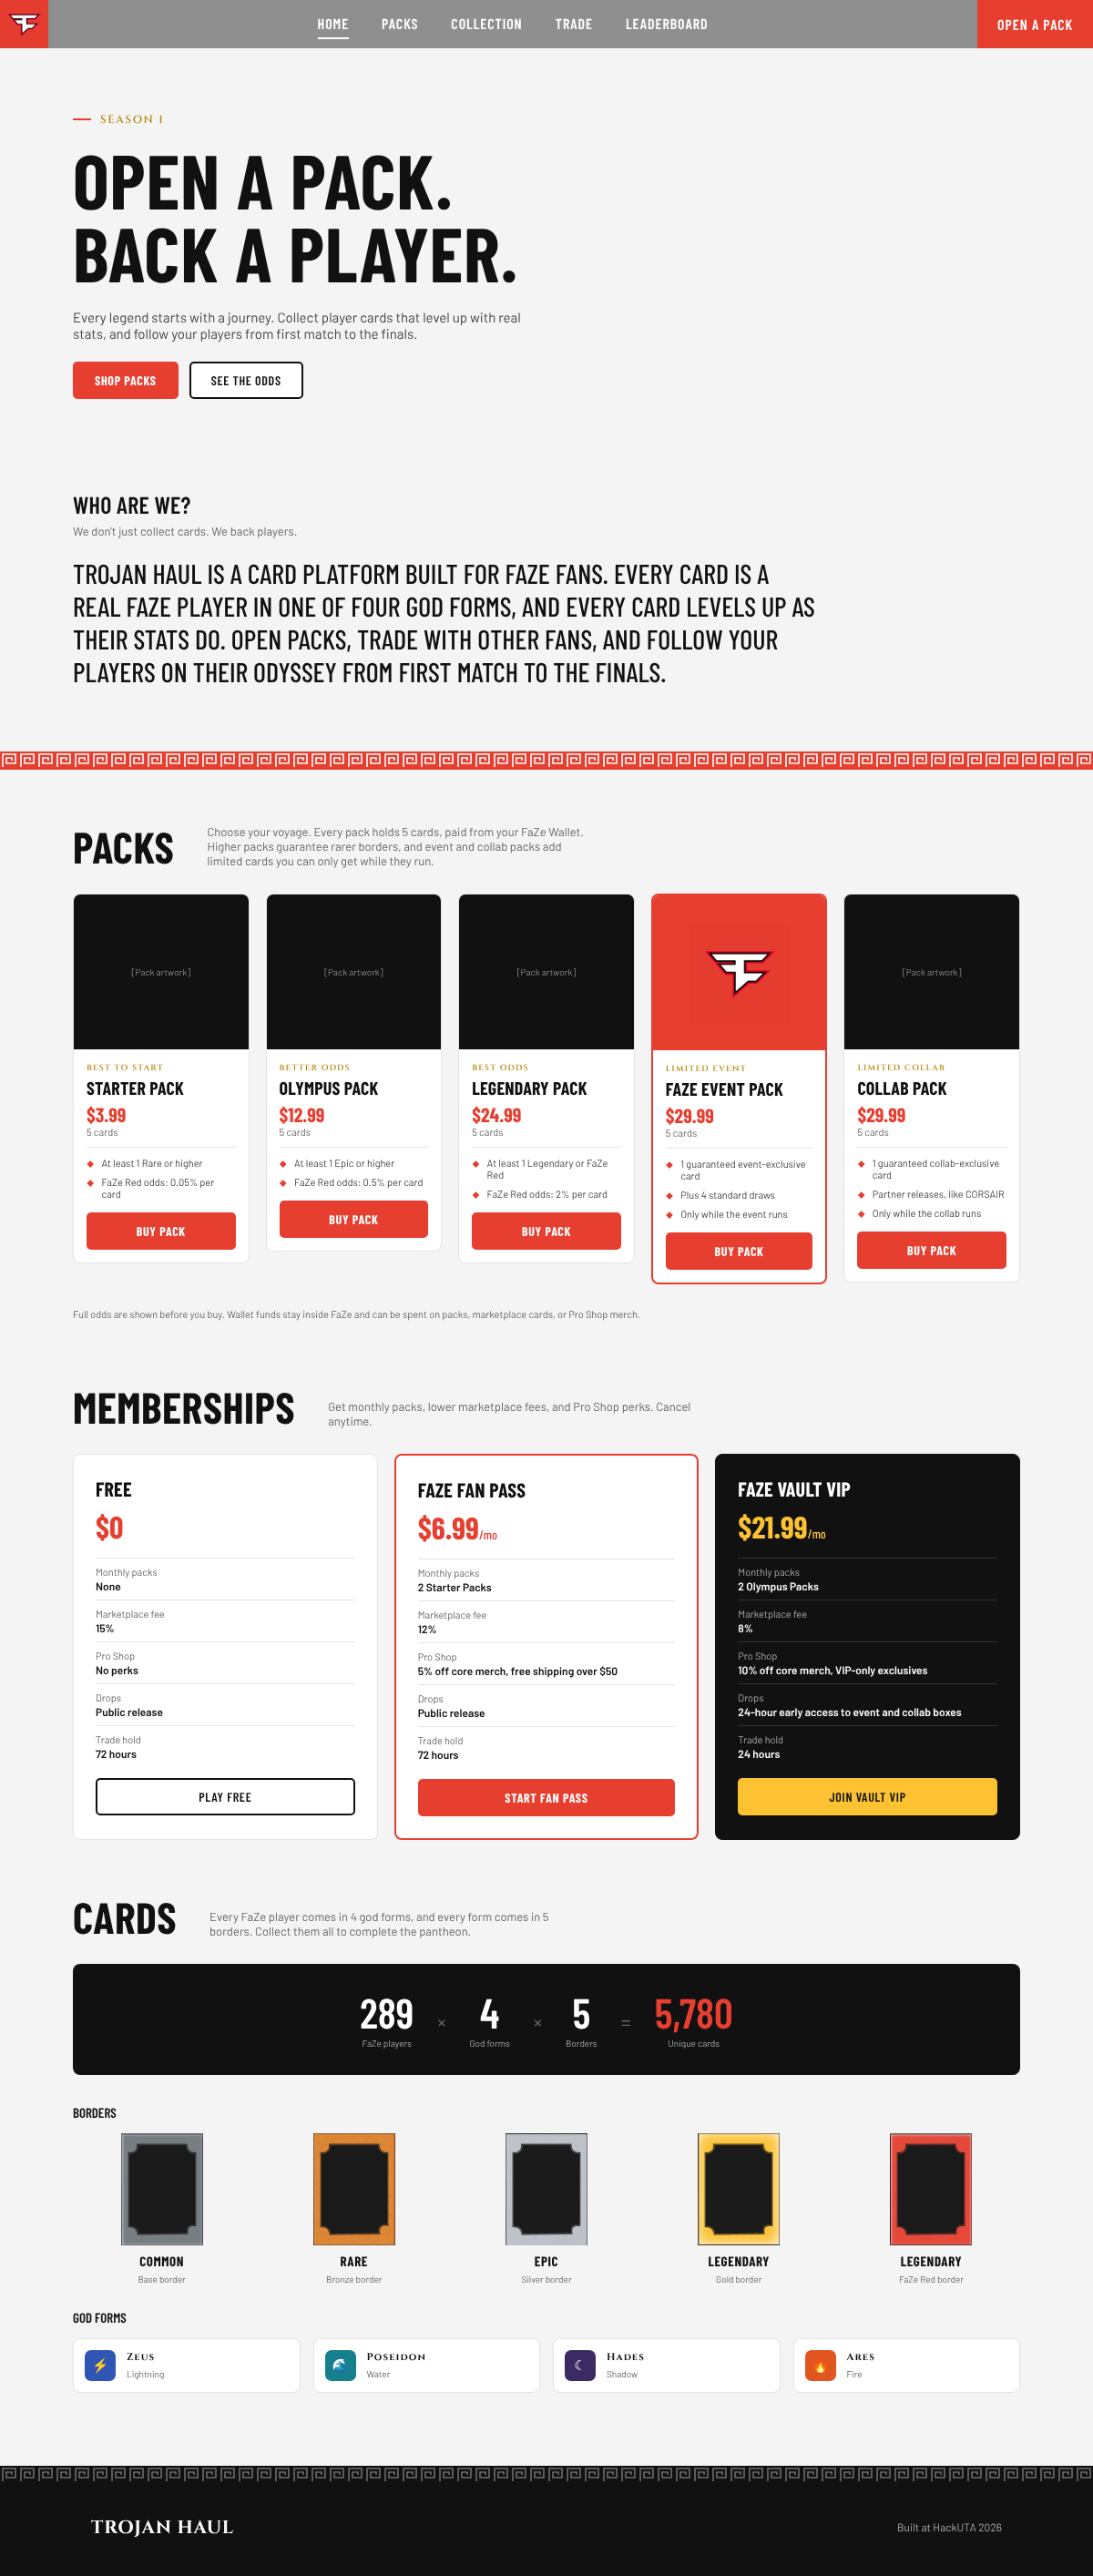 HOME PACKS COLLECTION TRADE LEADERBOARD OPEN A PACK
SEASON 1
OPEN A PACK.
BACK A PLAYER.
Every legend starts with a journey. Collect player cards that level up with real
stats, and follow your players from first match to the finals.
SHOP PACKS SEE THE ODDS
WHO ARE WE?
We don't just collect cards. We back players.
TROJAN HAUL IS A CARD PLATFORM BUILT FOR FAZE FANS. EVERY CARD IS A
REAL FAZE PLAYER IN ONE OF FOUR GOD FORMS, AND EVERY CARD LEVELS UP AS
THEIR STATS DO. OPEN PACKS, TRADE WITH OTHER FANS, AND FOLLOW YOUR
PLAYERS ON THEIR ODYSSEY FROM FIRST MATCH TO THE FINALS.
PACKS
Choose your voyage. Every pack holds 5 cards, paid from your FaZe Wallet.
Higher packs guarantee rarer borders, and event and collab packs add
limited cards you can only get while they run.
[Pack artwork]
BEST TO START
STARTER PACK
$3.99
5 cards
At least 1 Rare or higher
FaZe Red odds: 0.05% per
card
BUY PACK
[Pack artwork]
BETTER ODDS
OLYMPUS PACK
$12.99
5 cards
At least 1 Epic or higher
FaZe Red odds: 0.5% per card
BUY PACK
[Pack artwork]
BEST ODDS
LEGENDARY PACK
$24.99
5 cards
At least 1 Legendary or FaZe
Red
FaZe Red odds: 2% per card
BUY PACK
LIMITED EVENT
FAZE EVENT PACK
$29.99
5 cards
1 guaranteed event-exclusive
card
Plus 4 standard draws
Only while the event runs
BUY PACK
[Pack artwork]
LIMITED COLLAB
COLLAB PACK
$29.99
5 cards
1 guaranteed collab-exclusive
card
Partner releases, like CORSAIR
Only while the collab runs
BUY PACK
Full odds are shown before you buy. Wallet funds stay inside FaZe and can be spent on packs, marketplace cards, or Pro Shop merch.
MEMBERSHIPS
Get monthly packs, lower marketplace fees, and Pro Shop perks. Cancel
anytime.
FREE
$0
Monthly packs
None
Marketplace fee
15%
Pro Shop
No perks
Drops
Public release
Trade hold
72 hours
PLAY FREE
FAZE FAN PASS
$6.99/mo
Monthly packs
2 Starter Packs
Marketplace fee
12%
Pro Shop
5% off core merch, free shipping over $50
Drops
Public release
Trade hold
72 hours
START FAN PASS
FAZE VAULT VIP
$21.99/mo
Monthly packs
2 Olympus Packs
Marketplace fee
8%
Pro Shop
10% off core merch, VIP-only exclusives
Drops
24-hour early access to event and collab boxes
Trade hold
24 hours
JOIN VAULT VIP
CARDS
Every FaZe player comes in 4 god forms, and every form comes in 5
borders. Collect them all to complete the pantheon.
289 × 4 × 5 = 5,780
FaZe players God forms Borders Unique cards
BORDERS
COMMON
Base border
RARE
Bronze border
EPIC
Silver border
LEGENDARY
Gold border
LEGENDARY
FaZe Red border
GOD FORMS
ZEUS
Lightning
POSEIDON
Water
HADES
Shadow
ARES
Fire
TROJAN HAUL
Built at HackUTA 2026